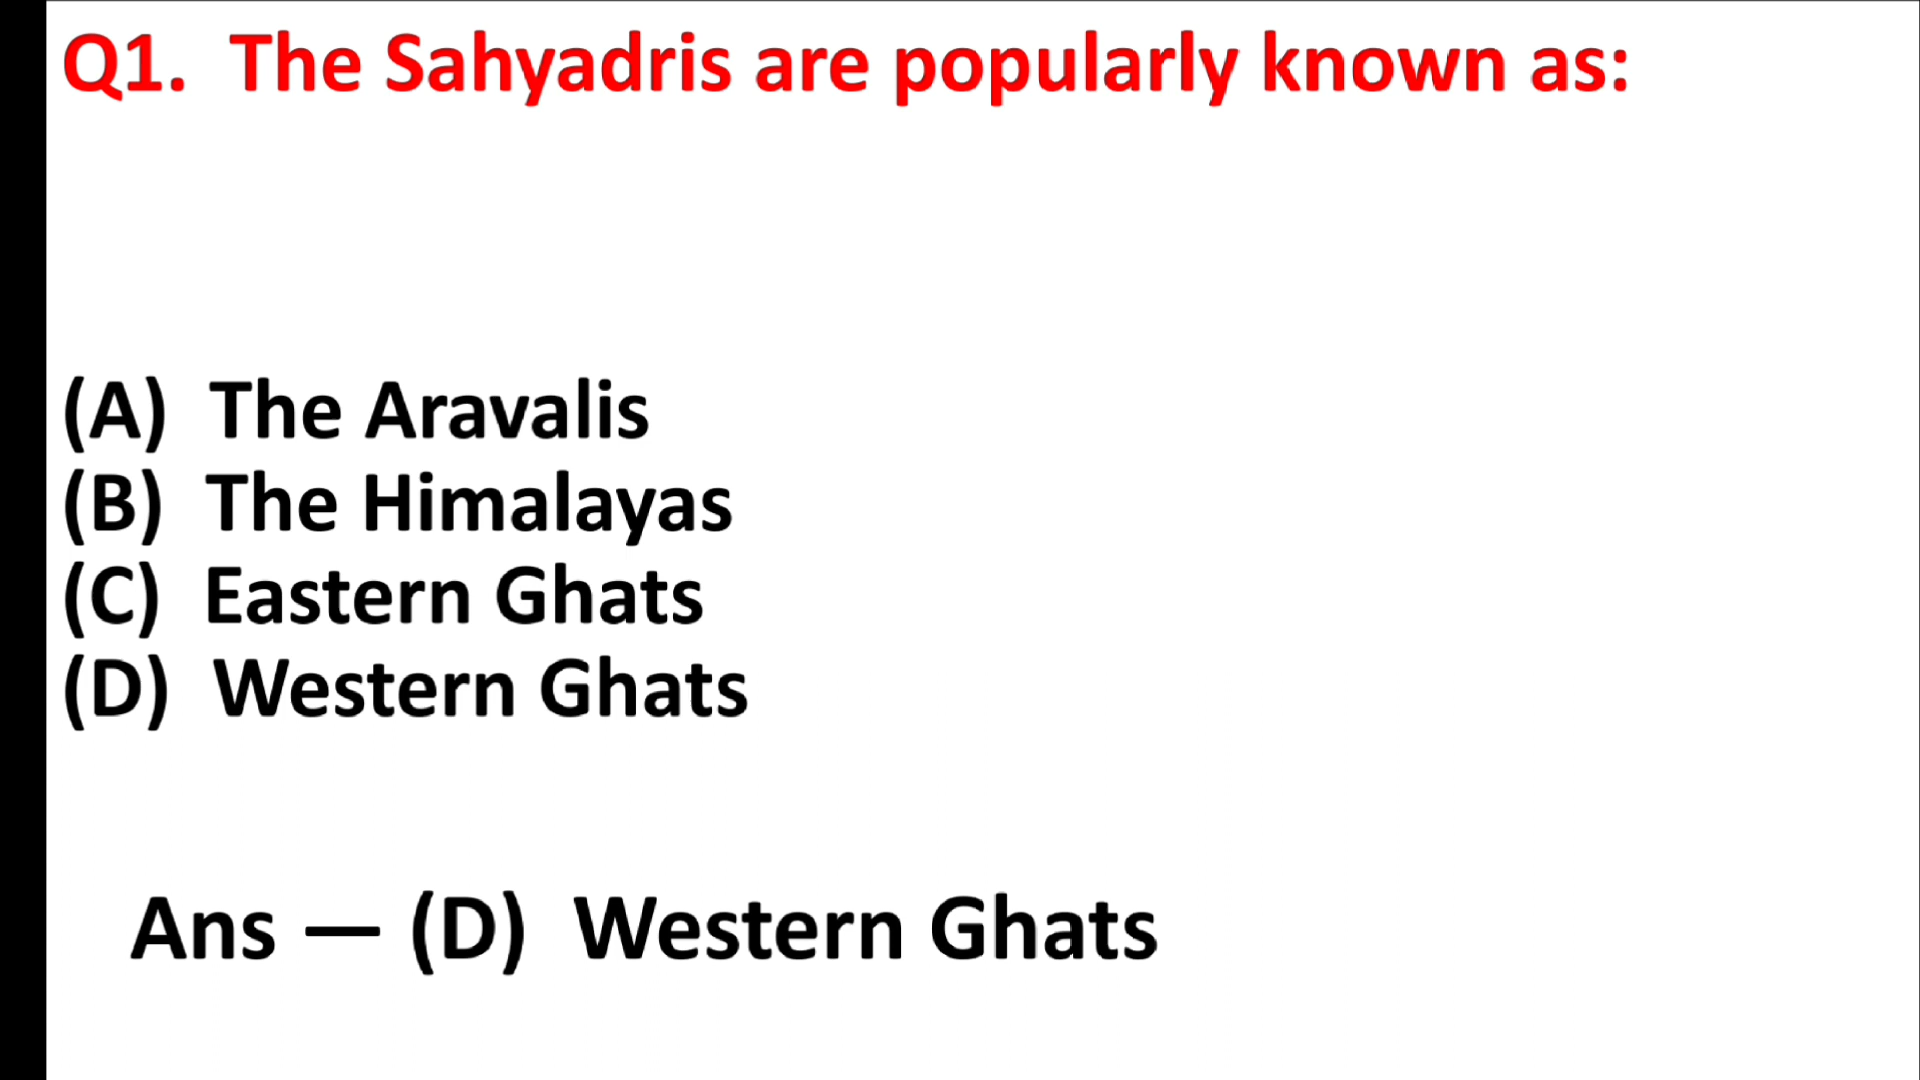 Q1. The Sahyadris are popularly known as:
(A) The Aravalis
(B) The Himalayas
(C) Eastern Ghats
(D) Western Ghats
Ans — (D) Western Ghats